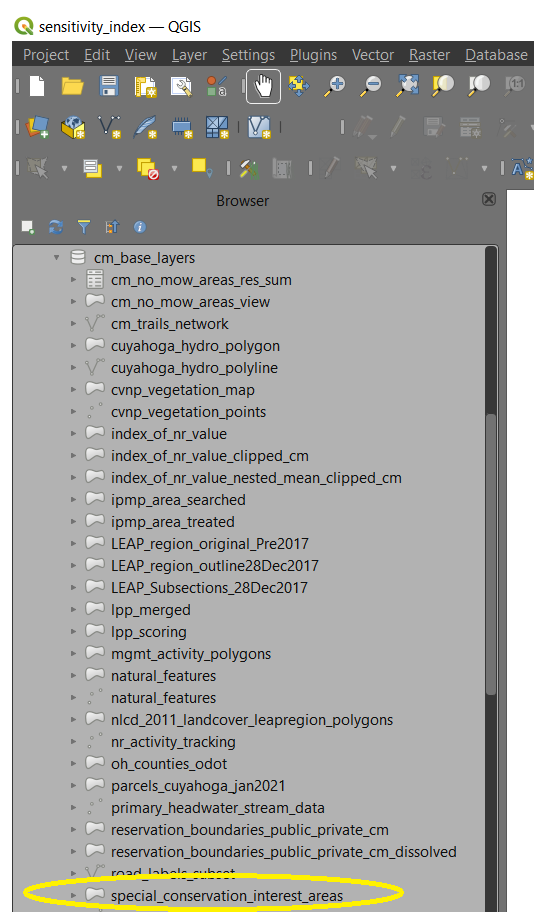 sensitivity_index — QGIS
Project Edit View Layer Settings Plugins Vector Raster Database
Browser
cm_base_layers
cm_no_mow_areas_res_sum
cm_no_mow_areas_view
cm_trails_network
cuyahoga_hydro_polygon
cuyahoga_hydro_polyline
cvnp_vegetation_map
cvnp_vegetation_points
index_of_nr_value
index_of_nr_value_clipped_cm
index_of_nr_value_nested_mean_clipped_cm
ipmp_area_searched
ipmp_area_treated
LEAP_region_original_Pre2017
LEAP_region_outline28Dec2017
LEAP_Subsections_28Dec2017
lpp_merged
lpp_scoring
mgmt_activity_polygons
natural_features
natural_features
nlcd_2011_landcover_leapregion_polygons
nr_activity_tracking
oh_counties_odot
parcels_cuyahoga_jan2021
primary_headwater_stream_data
reservation_boundaries_public_private_cm
reservation_boundaries_public_private_cm_dissolved
road_labels_subset
special_conservation_interest_areas